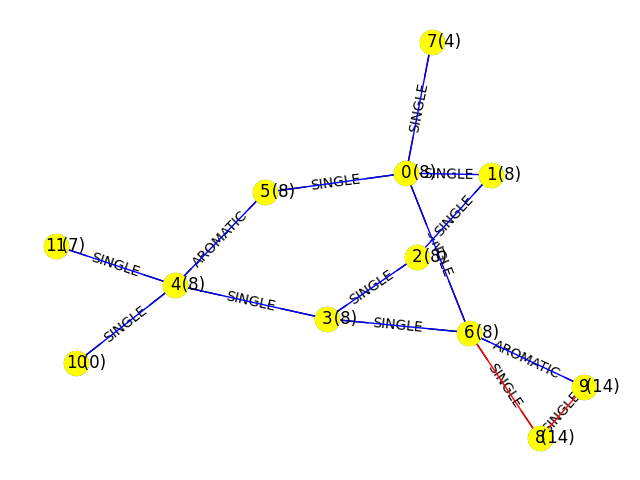 7(4)
SINGLE
0(8)
SINGLE
1(8)
5(8)
SINGLE
AROMATIC
SINGLE
11(7)
SINGLE
2(8)
SINGLE
4(8)
SINGLE
SINGLE
3(8)
SINGLE
6(8)
SINGLE
10(0)
AROMATIC
9(14)
SINGLE
SINGLE
8(14)